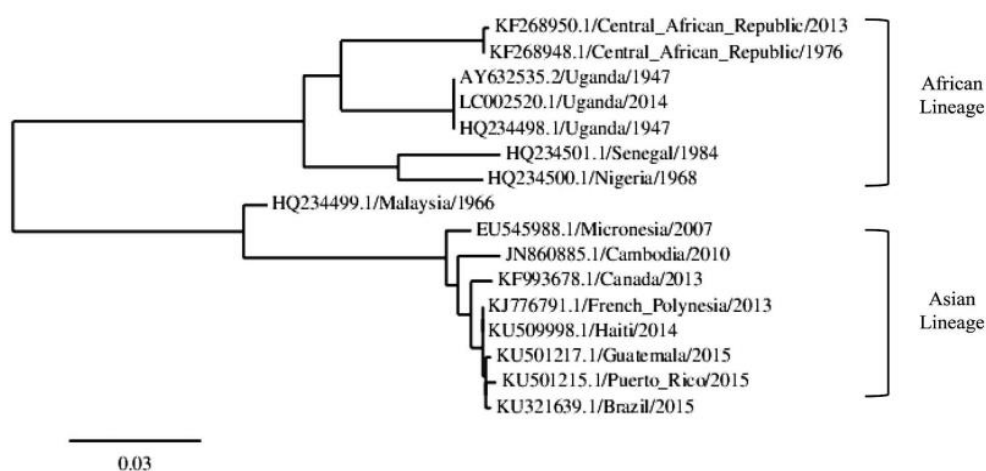 KF268950.1/Central_African_Republic/2013
KF268948.1/Central_African_Republic/1976
AY632535.2/Uganda/1947
LC002520.1/Uganda/2014
HQ234498.1/Uganda/1947
HQ234501.1/Senegal/1984
HQ234500.1/Nigeria/1968
African
Lineage
HQ234499.1/Malaysia/1966
EU545988.1/Micronesia/2007
JN860885.1/Cambodia/2010
KF993678.1/Canada/2013
KJ776791.1/French_Polynesia/2013
KU509998.1/Haiti/2014
KU501217.1/Guatemala/2015
KU501215.1/Puerto_Rico/2015
KU321639.1/Brazil/2015
Asian
Lineage
0.03